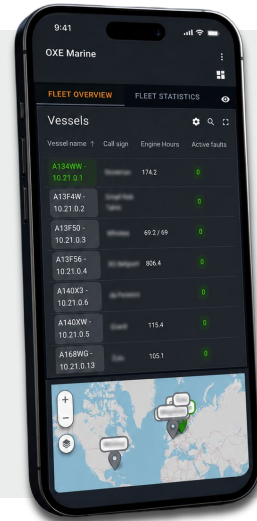 9:41
OXE Marine
FLEET OVERVIEW FLEET STATISTICS
Vessels
Vessel name ↑ Call sign Engine Hours Active faults
A134WW - 10.21.0.1 174.2 0
A13F4W - 10.21.0.2 0
A13F50 - 10.21.0.3 69.2 / 69 0
A13F56 - 10.21.0.4 806.4 0
A140X3 - 10.21.0.6 0
A140XW - 10.21.0.5 115.4 0
A168WG - 10.21.0.13 105.1 0
+
−